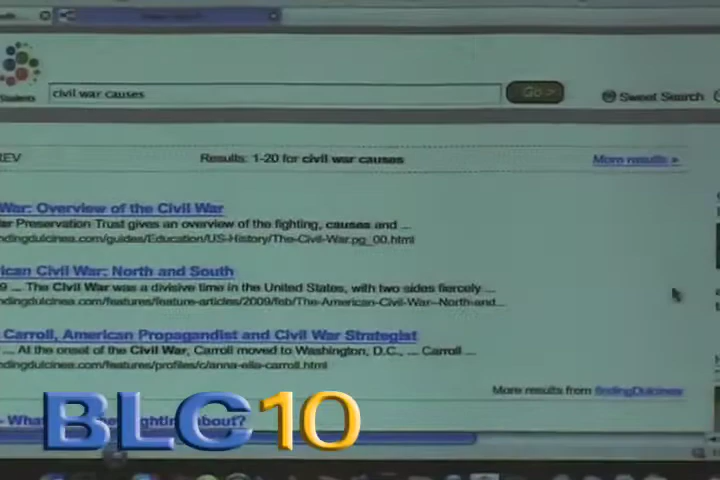 Students
civil war causes
Go >
Sweet Search
REV
Results: 1-20 for civil war causes
More results »
War: Overview of the Civil War
ar Preservation Trust gives an overview of the fighting, causes and ...
ndingdulcinea.com/guides/Education/US-History/The-Civil-War.pg_00.html
ican Civil War: North and South
9 ... The Civil War was a divisive time in the United States, with two sides fiercely ...
ndingdulcinea.com/features/feature-articles/2009/feb/The-American-Civil-War--North-and...
Carroll, American Propagandist and Civil War Strategist
... At the onset of the Civil War, Carroll moved to Washington, D.C., ... Carroll ...
ndingdulcinea.com/features/profiles/c/anna-ella-carroll.html
More results from findingDulcinea
about?
BLC10